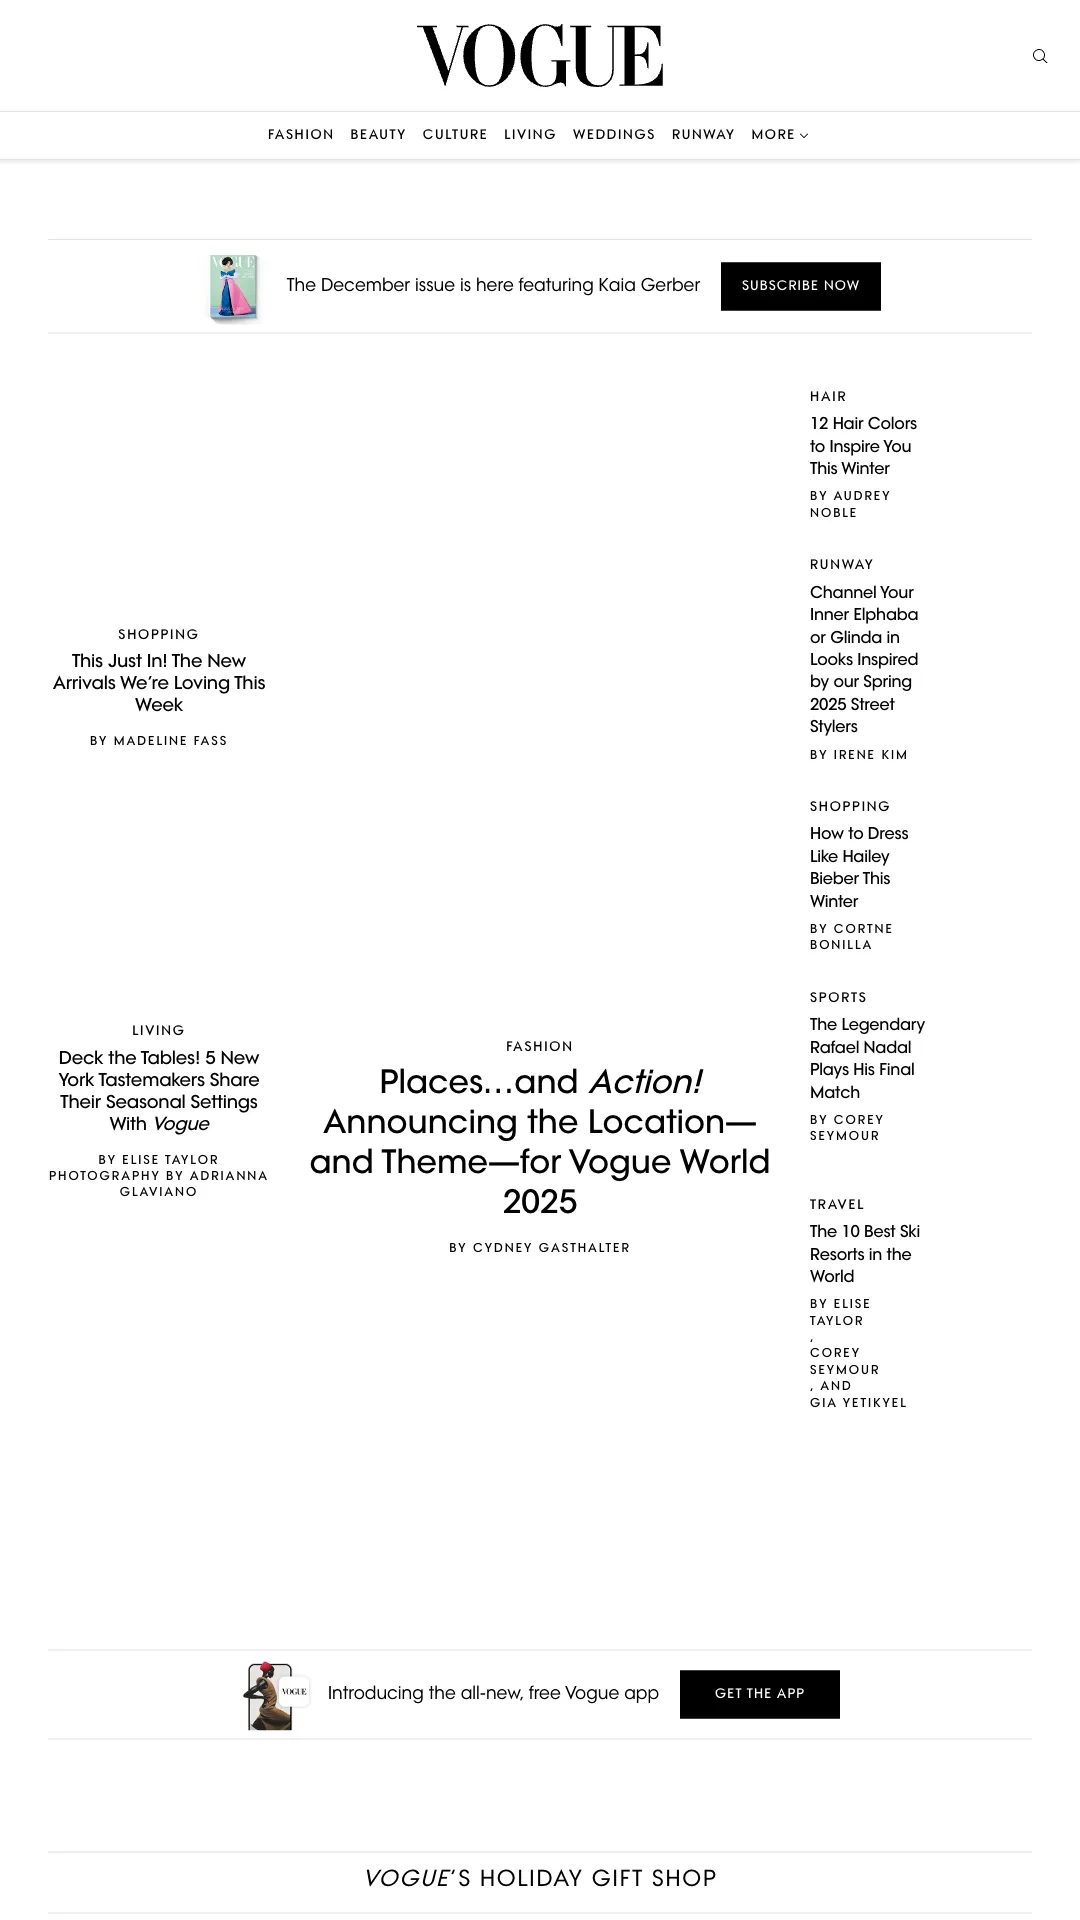 VOGUE
FASHION BEAUTY CULTURE LIVING WEDDINGS RUNWAY MORE
VOGUE
The December issue is here featuring Kaia Gerber
SUBSCRIBE NOW
SHOPPING
This Just In! The New
Arrivals We’re Loving This
Week
BY MADELINE FASS
LIVING
Deck the Tables! 5 New
York Tastemakers Share
Their Seasonal Settings
With Vogue
BY ELISE TAYLOR
PHOTOGRAPHY BY ADRIANNA
GLAVIANO
FASHION
Places…and Action!
Announcing the Location—
and Theme—for Vogue World
2025
BY CYDNEY GASTHALTER
HAIR
12 Hair Colors
to Inspire You
This Winter
BY AUDREY
NOBLE
RUNWAY
Channel Your
Inner Elphaba
or Glinda in
Looks Inspired
by our Spring
2025 Street
Stylers
BY IRENE KIM
SHOPPING
How to Dress
Like Hailey
Bieber This
Winter
BY CORTNE
BONILLA
SPORTS
The Legendary
Rafael Nadal
Plays His Final
Match
BY COREY
SEYMOUR
TRAVEL
The 10 Best Ski
Resorts in the
World
BY ELISE
TAYLOR
,
COREY
SEYMOUR
, AND
GIA YETIKYEL
VOGUE
Introducing the all-new, free Vogue app
GET THE APP
VOGUE’S HOLIDAY GIFT SHOP